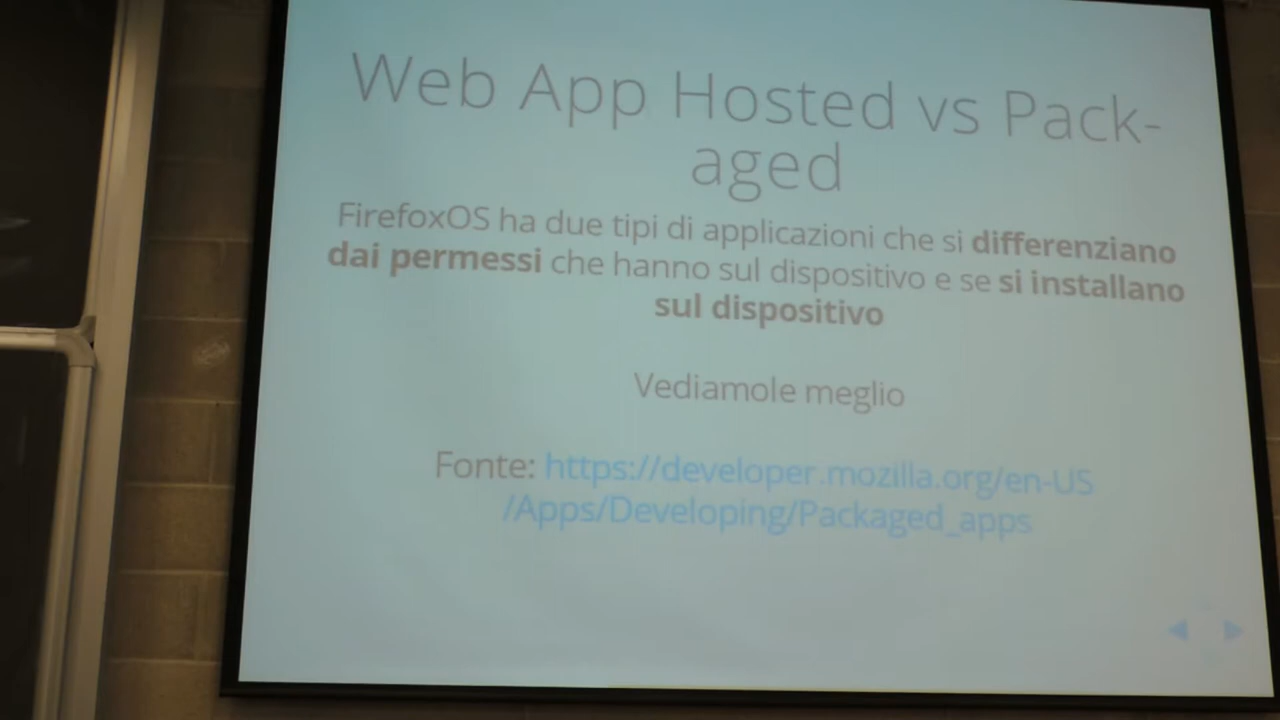 Web App Hosted vs Pack-
aged
FirefoxOS ha due tipi di applicazioni che si differenziano
dai permessi che hanno sul dispositivo e se si installano
sul dispositivo
Vediamole meglio
Fonte: https://developer.mozilla.org/en-US
/Apps/Developing/Packaged_apps